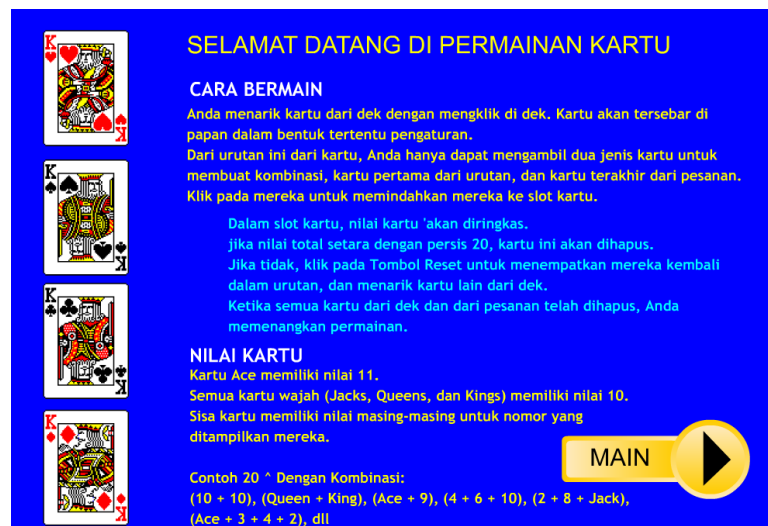 SELAMAT DATANG DI PERMAINAN KARTU
CARA BERMAIN
Anda menarik kartu dari dek dengan mengklik di dek. Kartu akan tersebar di
papan dalam bentuk tertentu pengaturan.
Dari urutan ini dari kartu, Anda hanya dapat mengambil dua jenis kartu untuk
membuat kombinasi, kartu pertama dari urutan, dan kartu terakhir dari pesanan.
Klik pada mereka untuk memindahkan mereka ke slot kartu.
Dalam slot kartu, nilai kartu 'akan diringkas.
jika nilai total setara dengan persis 20, kartu ini akan dihapus.
Jika tidak, klik pada Tombol Reset untuk menempatkan mereka kembali
dalam urutan, dan menarik kartu lain dari dek.
Ketika semua kartu dari dek dan dari pesanan telah dihapus, Anda
memenangkan permainan.
NILAI KARTU
Kartu Ace memiliki nilai 11.
Semua kartu wajah (Jacks, Queens, dan Kings) memiliki nilai 10.
Sisa kartu memiliki nilai masing-masing untuk nomor yang
ditampilkan mereka.
Contoh 20 ^ Dengan Kombinasi:
(10 + 10), (Queen + King), (Ace + 9), (4 + 6 + 10), (2 + 8 + Jack),
(Ace + 3 + 4 + 2), dll
MAIN
K
K
K
K
K
K
K
K